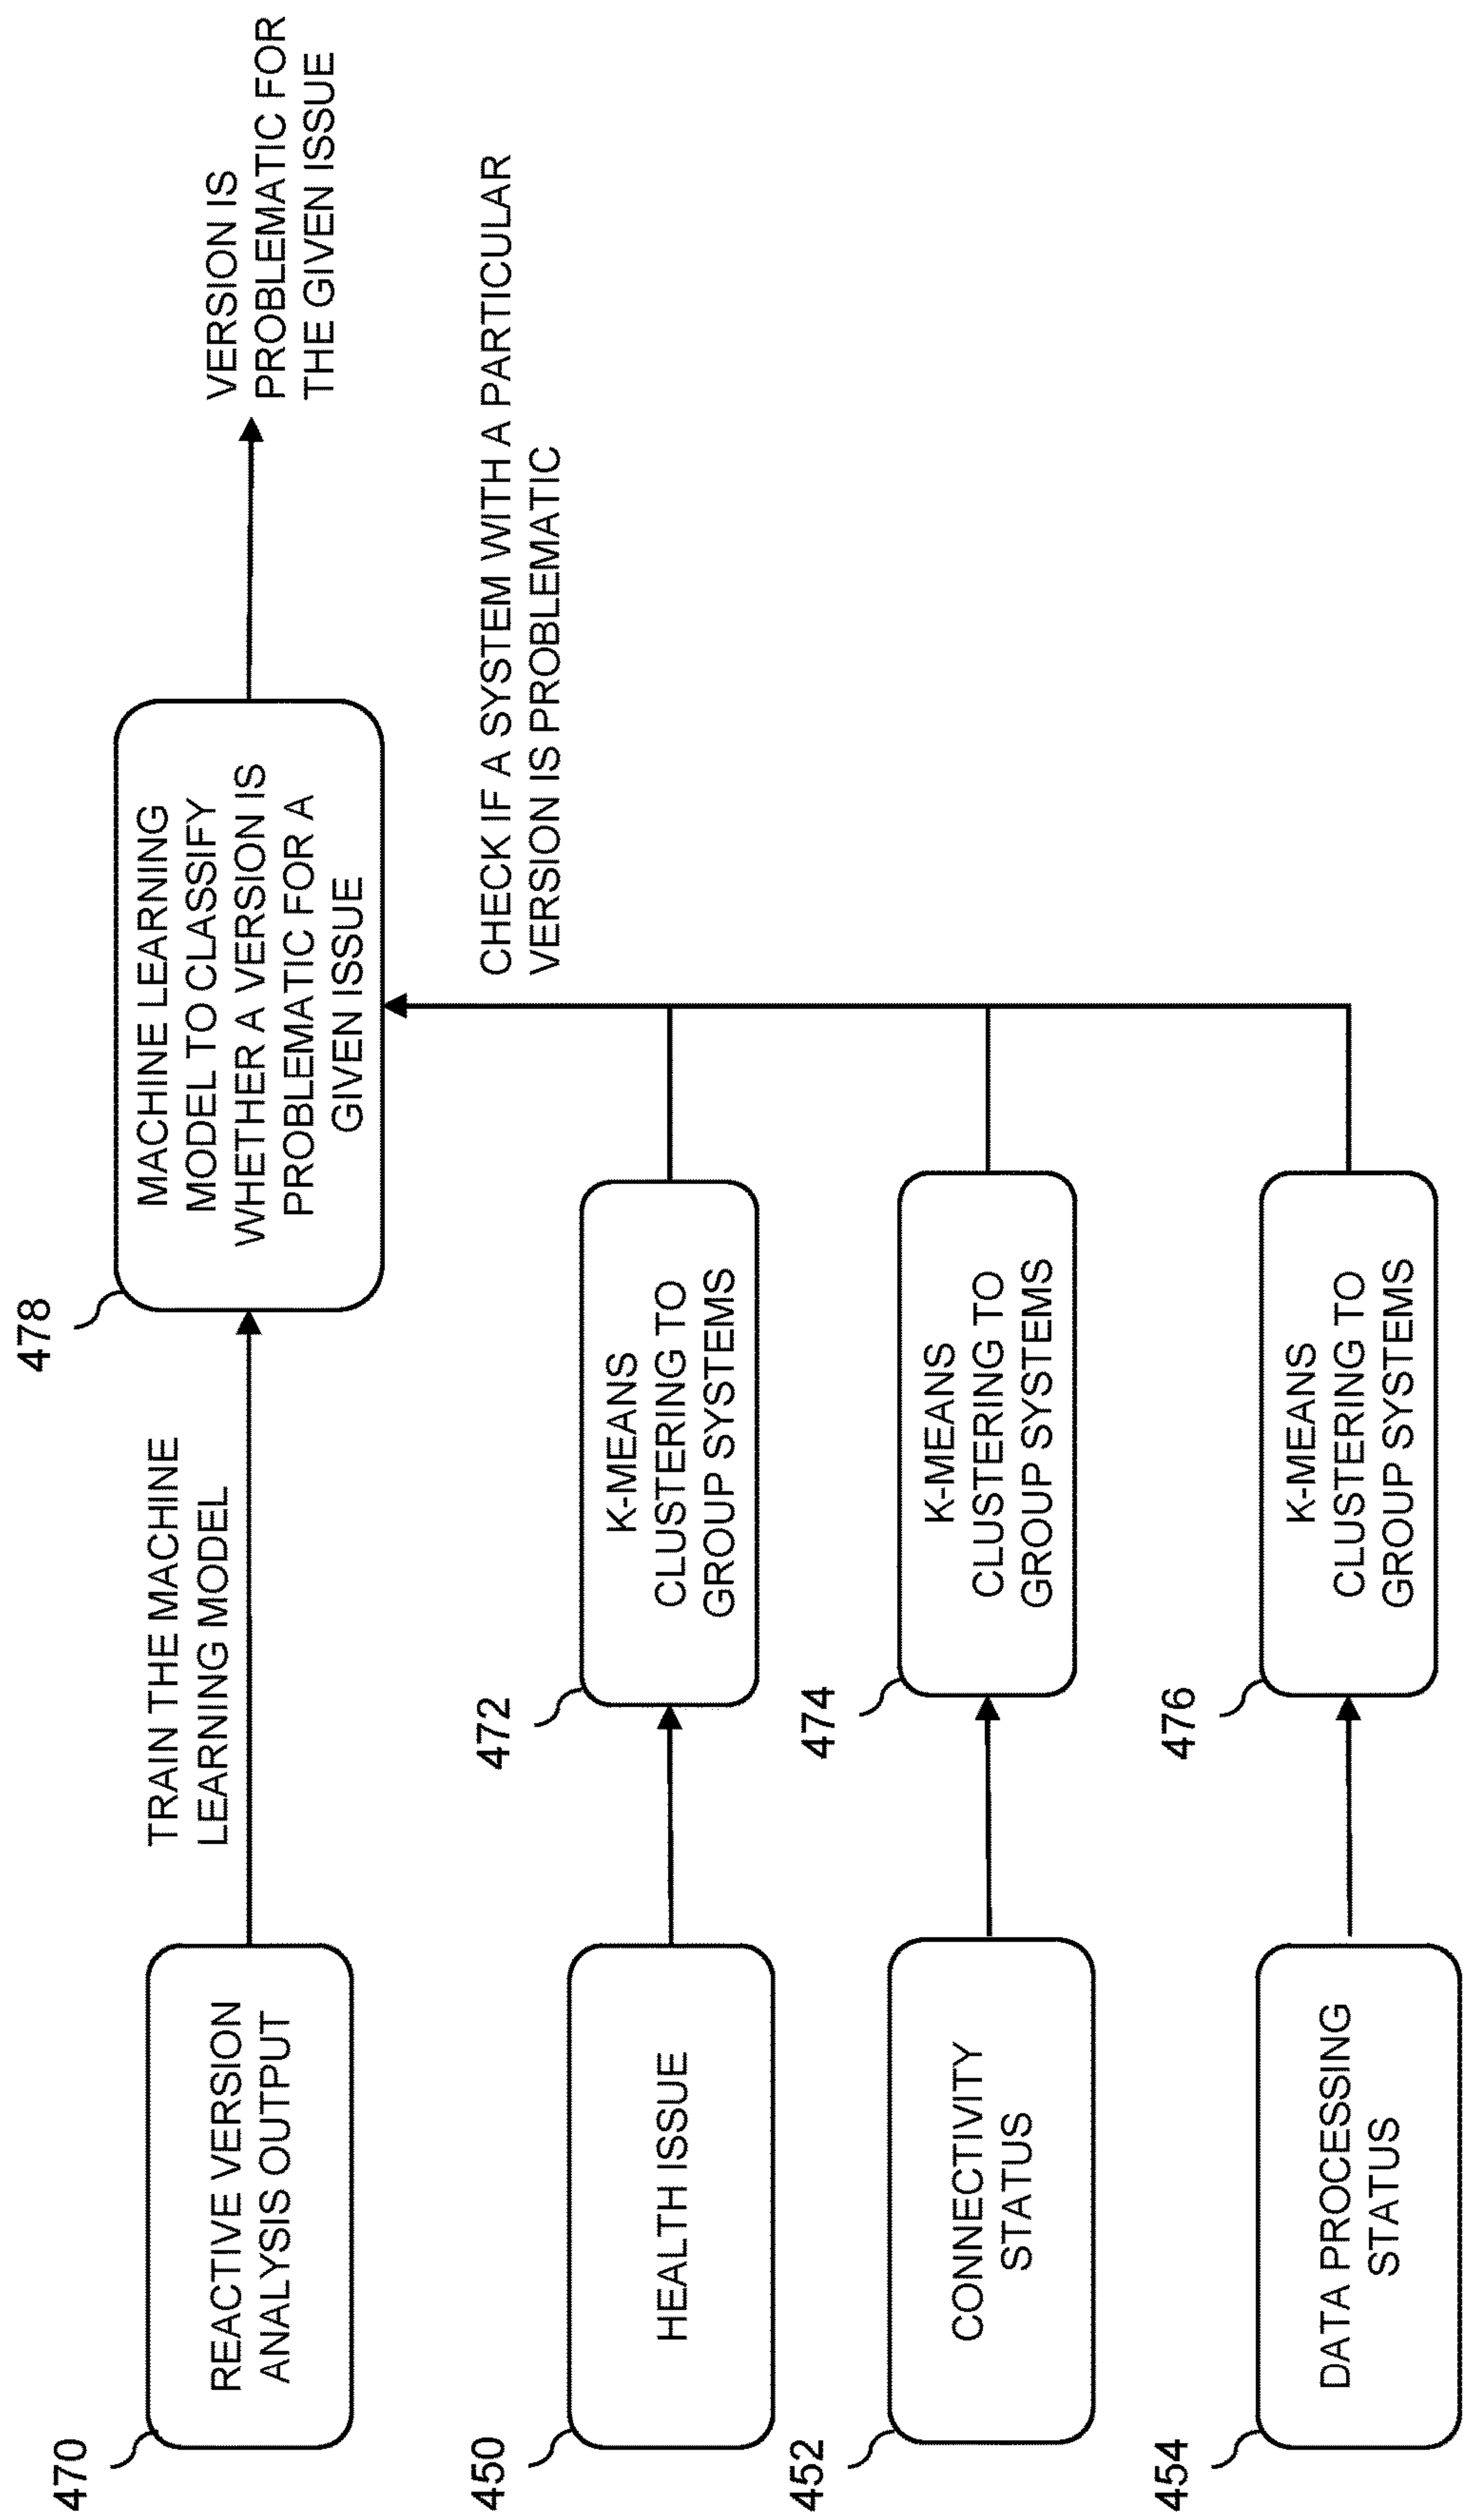 470
REACTIVE VERSION
ANALYSIS OUTPUT
TRAIN THE MACHINE
LEARNING MODEL
478
MACHINE LEARNING
MODEL TO CLASSIFY
WHETHER A VERSION IS
PROBLEMATIC FOR A
GIVEN ISSUE
VERSION IS
PROBLEMATIC FOR
THE GIVEN ISSUE
CHECK IF A SYSTEM WITH A PARTICULAR
VERSION IS PROBLEMATIC
450
HEALTH ISSUE
472
K-MEANS
CLUSTERING TO
GROUP SYSTEMS
452
CONNECTIVITY
STATUS
474
K-MEANS
CLUSTERING TO
GROUP SYSTEMS
454
DATA PROCESSING
STATUS
476
K-MEANS
CLUSTERING TO
GROUP SYSTEMS